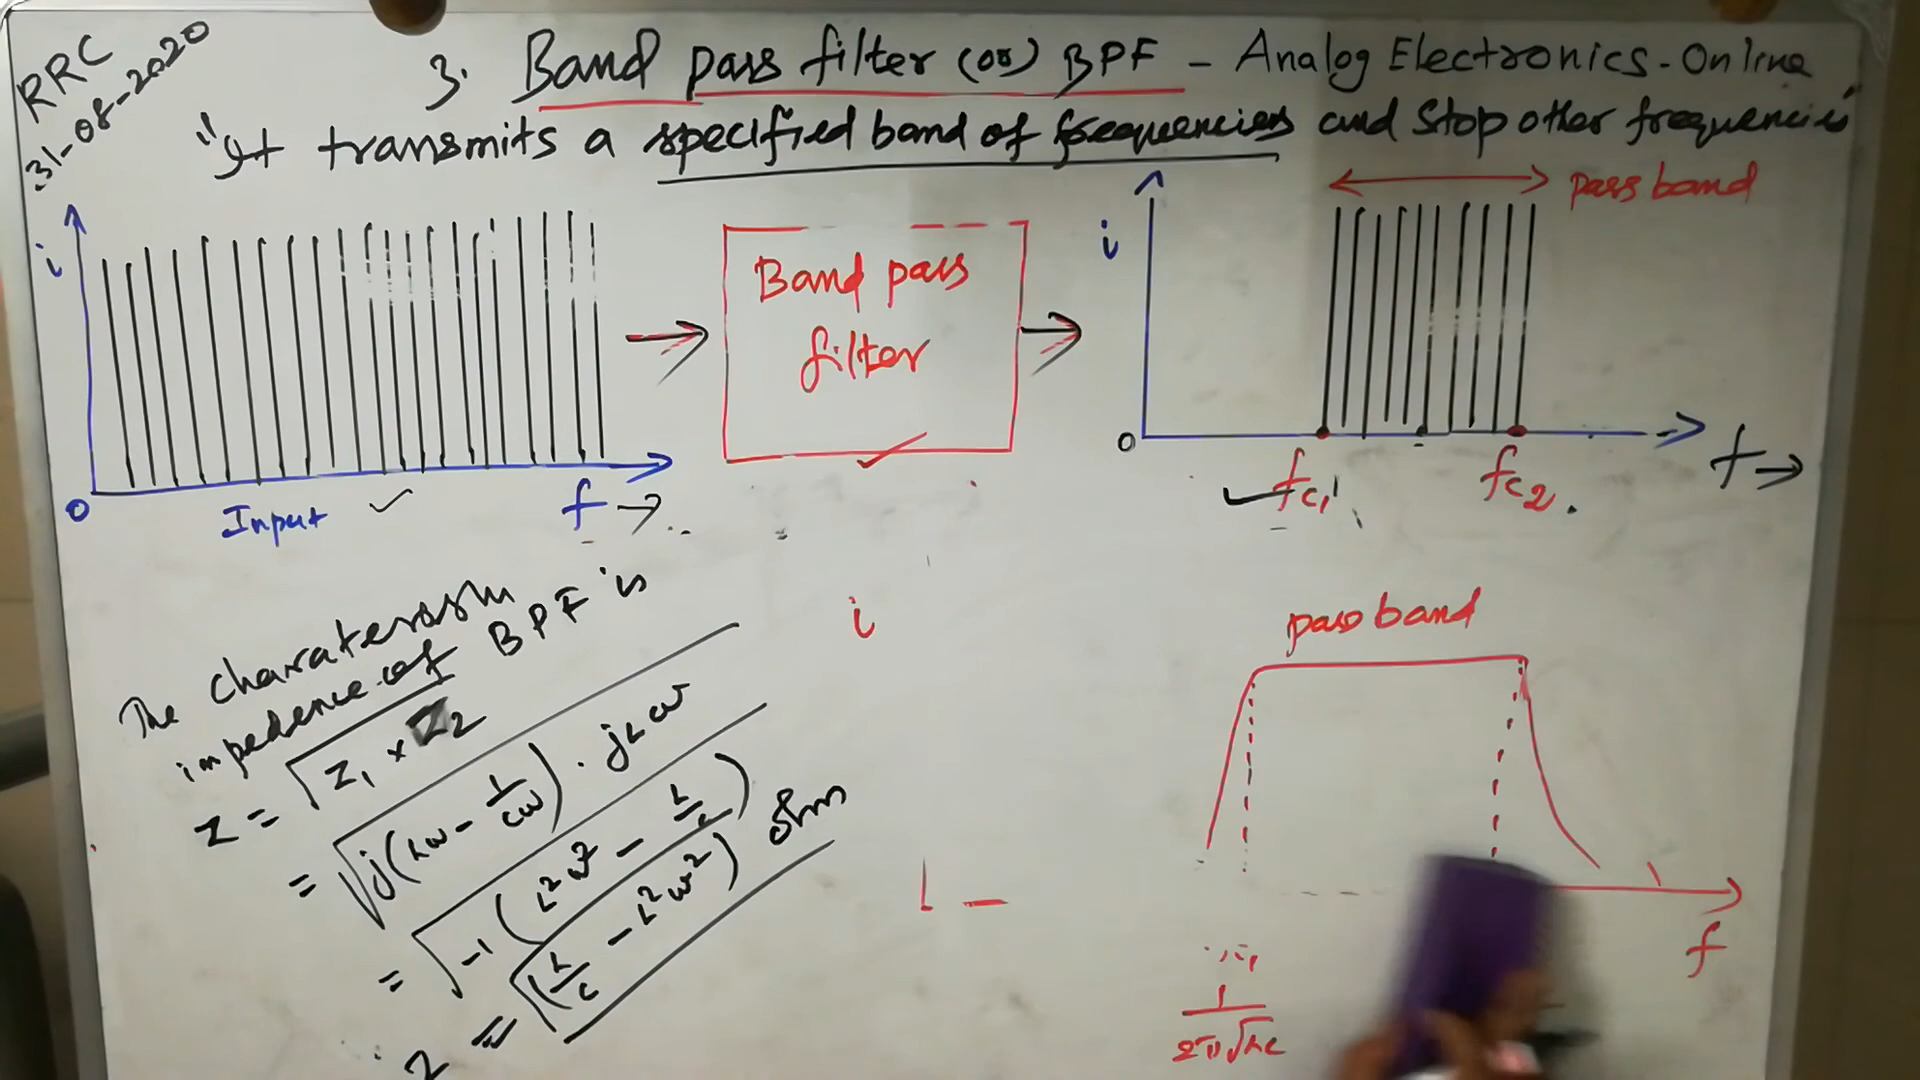 RRC
31-08-2020
3. Band pass filter (or) BPF - Analog Electronics - Online
"It transmits a specified band of frequencies and stop other frequencies"
i
0
Input ✓
f →
Band pass
filter
i
pass band
0
fc1
fc2
f →
The charaterism
impedence of BPF is
Z = √Z1 × Z2
= √j(Lω - 1/Cω) . jLω
= √-1 (L²ω² - L/c)
Z = √(L/c - L²ω²) ohm
i
pass band
f
1/2π√LC